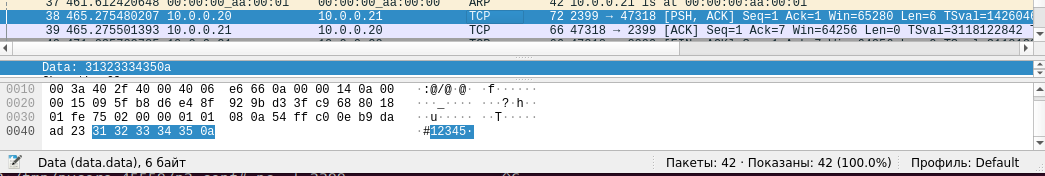 37 461.612420648 00:00:00_aa:00:01 00:00:00_aa:00:00 ARP 42 10.0.0.21 is at 00:00:00:aa:00:01
38 465.275480207 10.0.0.20 10.0.0.21 TCP 72 2399 → 47318 [PSH, ACK] Seq=1 Ack=1 Win=65280 Len=6 TSval=1426046
39 465.275501393 10.0.0.21 10.0.0.20 TCP 66 47318 → 2399 [ACK] Seq=1 Ack=7 Win=64256 Len=0 TSval=3118122842
Data: 31323334350a
0010 00 3a 40 2f 40 00 40 06 e6 66 0a 00 00 14 0a 00 ·:@/@·@· ·f······
0020 00 15 09 5f b8 d6 e4 8f 92 9b d3 3f c9 68 80 18 ···_···· ···?·h··
0030 01 fe 75 02 00 00 01 01 08 0a 54 ff c0 0e b9 da ··u····· ··T·····
0040 ad 23 31 32 33 34 35 0a ·#12345·
Data (data.data), 6 байт Пакеты: 42 · Показаны: 42 (100.0%) Профиль: Default